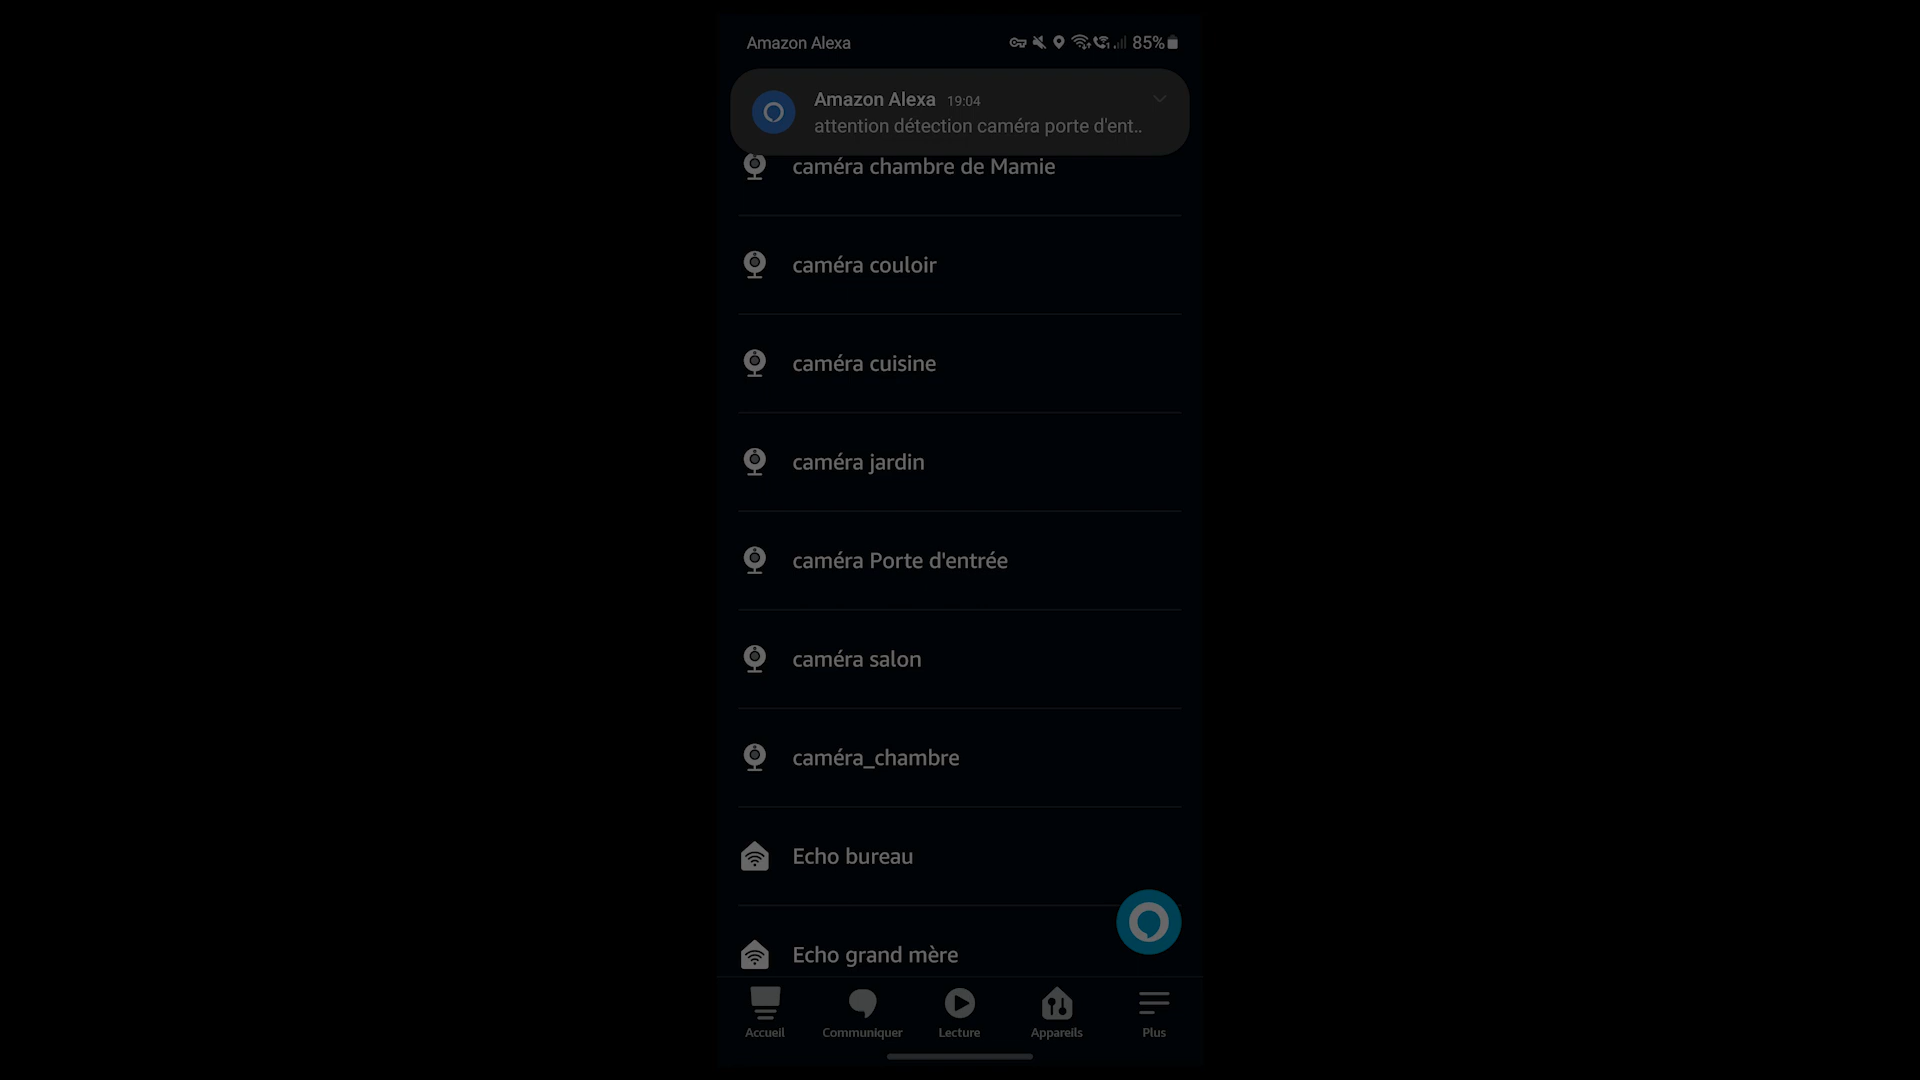 Amazon Alexa
85%
Amazon Alexa 19:04
attention détection caméra porte d'ent..
caméra chambre de Mamie
caméra couloir
caméra cuisine
caméra jardin
caméra Porte d'entrée
caméra salon
caméra_chambre
Echo bureau
Echo grand mère
Accueil
Communiquer
Lecture
Appareils
Plus